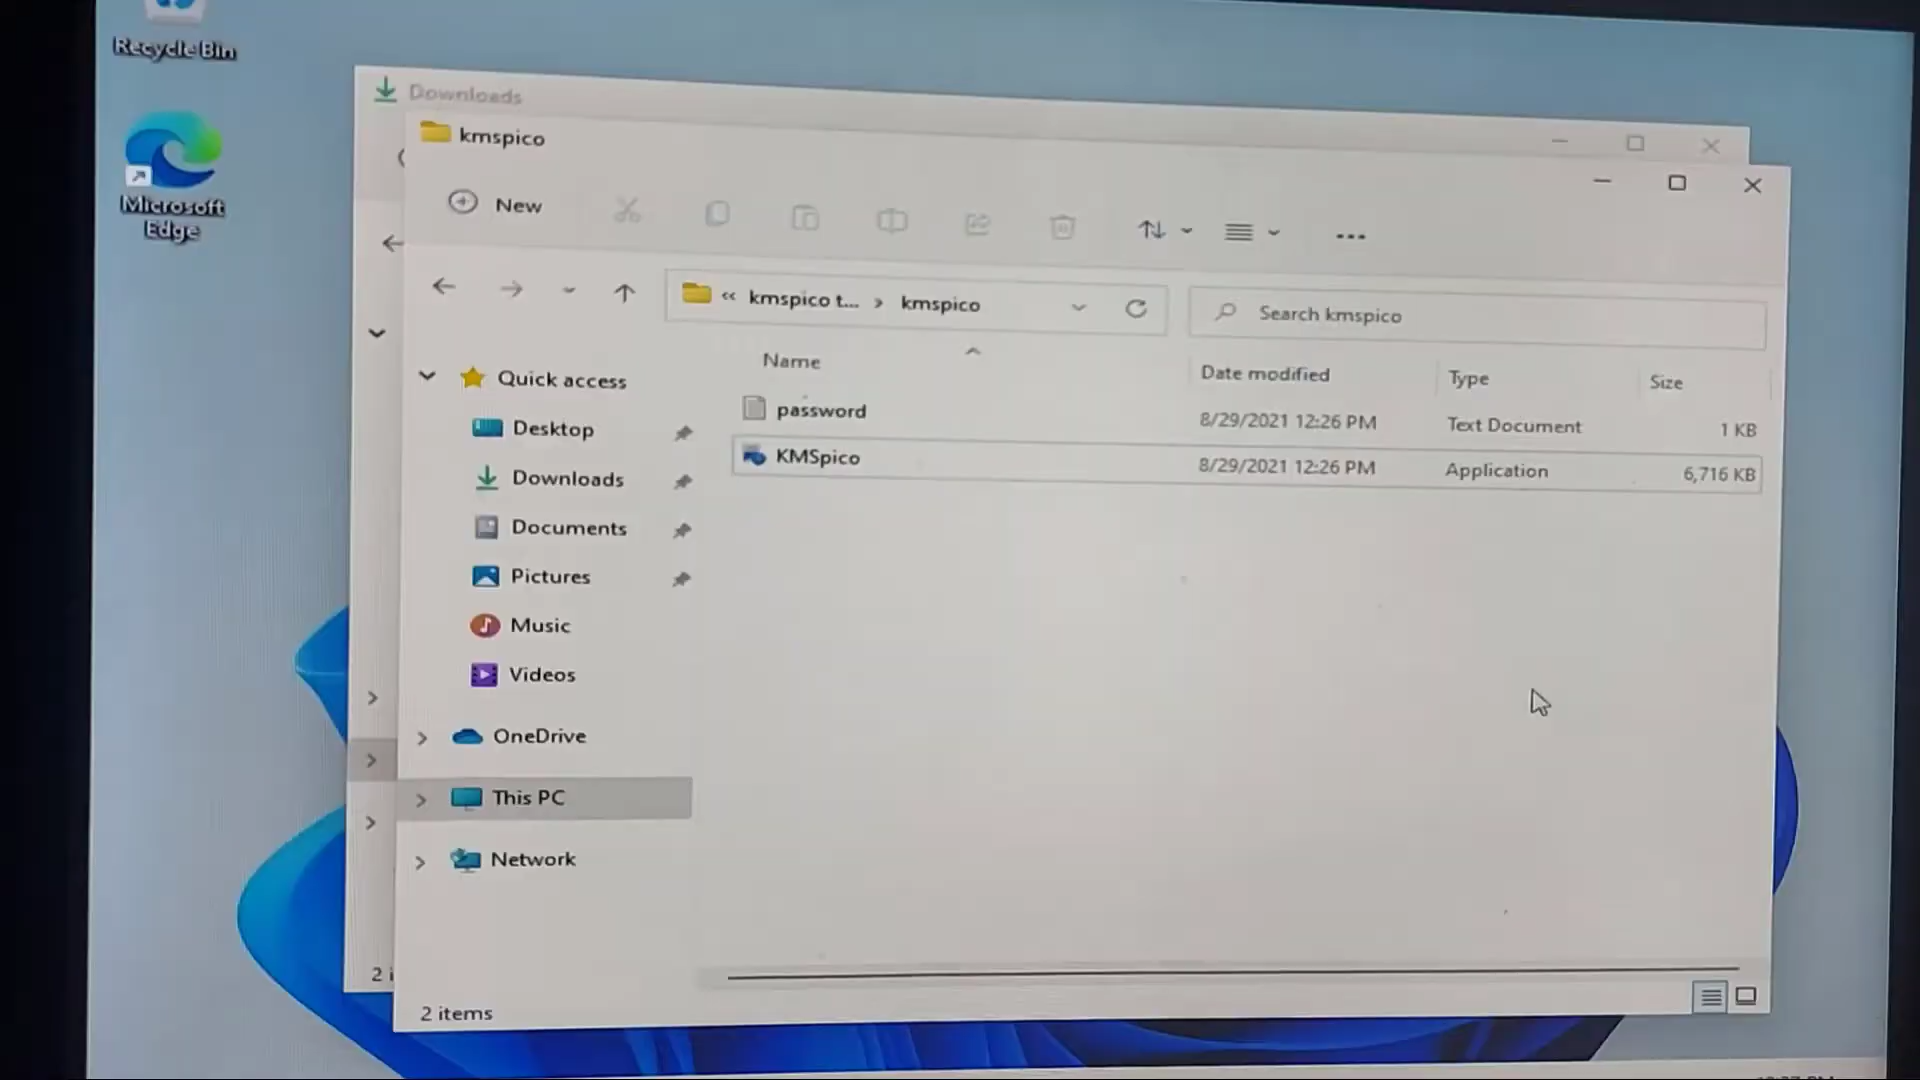 Recycle Bin
Microsoft
Edge
Downloads
kmspico
New
« kmspico t... › kmspico
Search kmspico
Name
Date modified
Type
Size
password
8/29/2021 12:26 PM
Text Document
1 KB
KMSpico
8/29/2021 12:26 PM
Application
6,716 KB
Quick access
Desktop
Downloads
Documents
Pictures
Music
Videos
OneDrive
This PC
Network
2 i
2 items